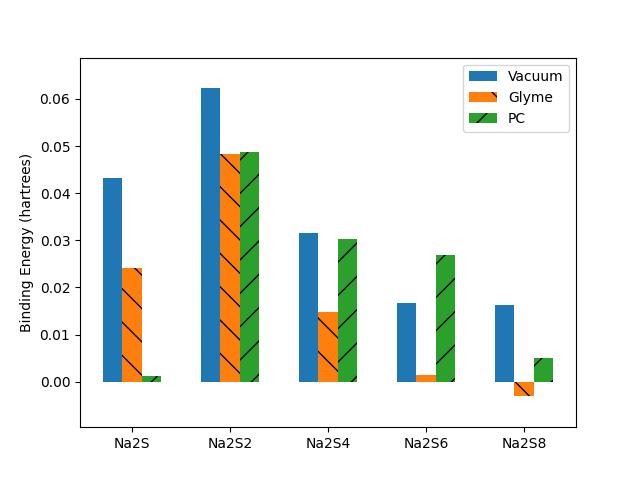 Vacuum
Glyme
PC
Binding Energy (hartrees)
0.06
0.05
0.04
0.03
0.02
0.01
0.00
Na2S
Na2S2
Na2S4
Na2S6
Na2S8